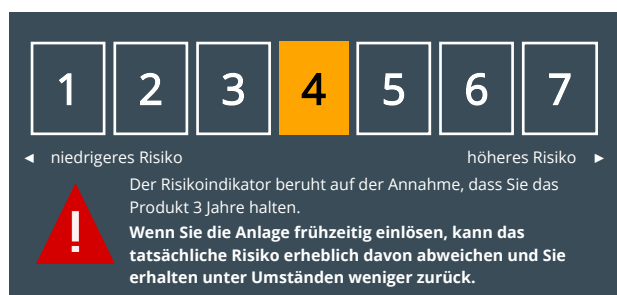 1 2 3 4 5 6 7
◄ niedrigeres Risiko höheres Risiko ►
Der Risikoindikator beruht auf der Annahme, dass Sie das
Produkt 3 Jahre halten.
!
Wenn Sie die Anlage frühzeitig einlösen, kann das
tatsächliche Risiko erheblich davon abweichen und Sie
erhalten unter Umständen weniger zurück.